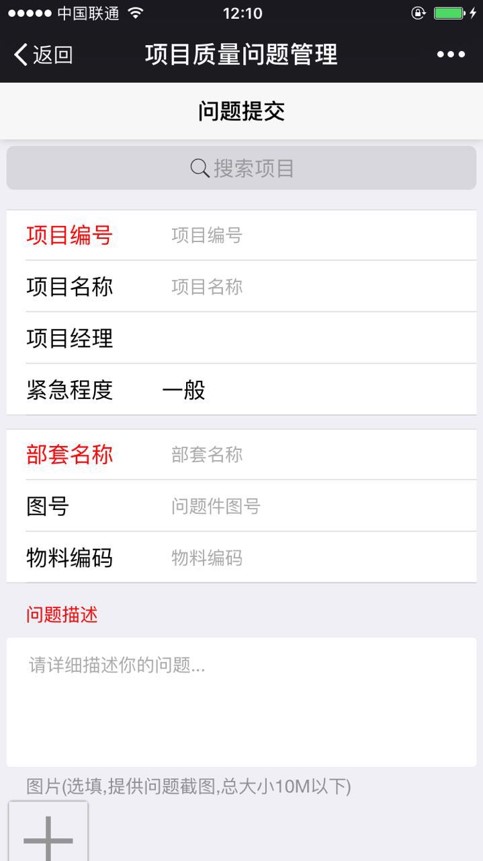 中国联通 12:10
返回 项目质量问题管理
问题提交
搜索项目
项目编号 项目编号
项目名称 项目名称
项目经理
紧急程度 一般
部套名称 部套名称
图号 问题件图号
物料编码 物料编码
问题描述
请详细描述你的问题...
图片(选填,提供问题截图,总大小10M以下)